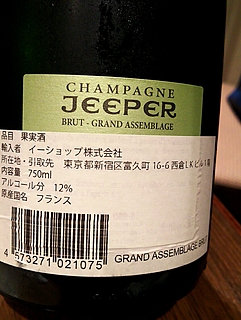 CHAMPAGNE
JEEPER
BRUT - GRAND ASSEMBLAGE
品目 果実酒
輸入者 イーショップ株式会社
所在地・引取先 東京都新宿区富久町 16-6 西倉LKビル1階
内容量 750ml
アルコール分 12%
原産国名 フランス
4 573271 021075
GRAND ASSEMBLAGE BRUT